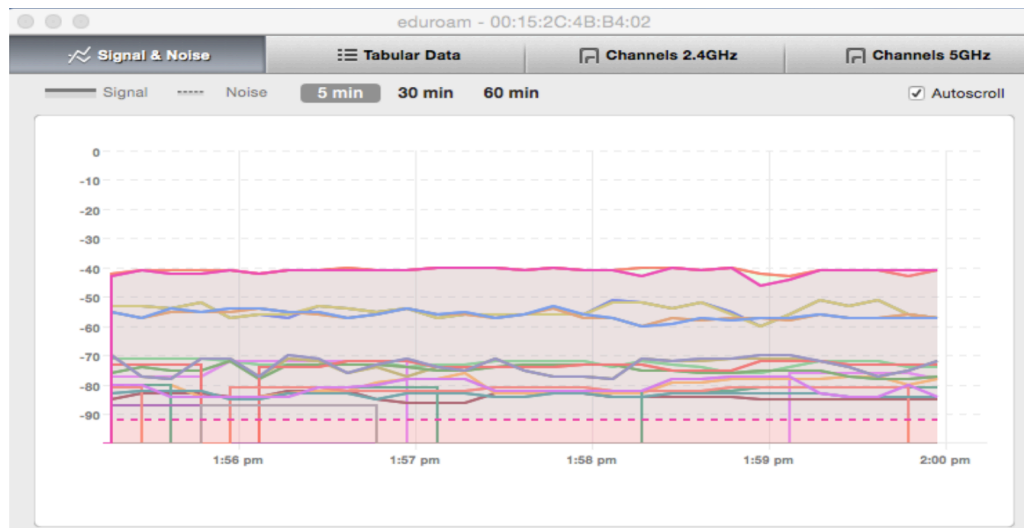 eduroam - 00:15:2C:4B:B4:02
Signal & Noise Tabular Data Channels 2.4GHz Channels 5GHz
Signal Noise 5 min 30 min 60 min Autoscroll
0
-10
-20
-30
-40
-50
-60
-70
-80
-90
1:56 pm 1:57 pm 1:58 pm 1:59 pm 2:00 pm